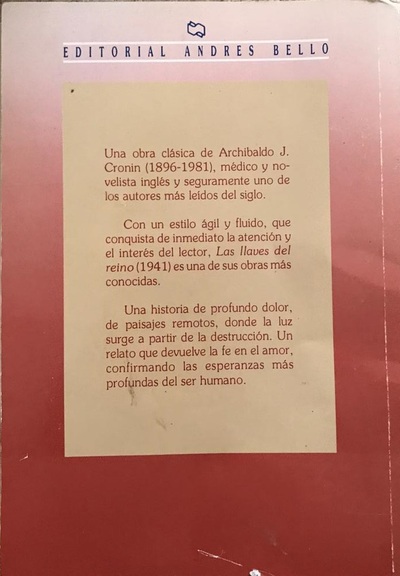 EDITORIAL ANDRES BELLO
Una obra clásica de Archibaldo J.
Cronin (1896-1981), médico y no-
velista inglés y seguramente uno de
los autores más leídos del siglo.
Con un estilo ágil y fluido, que
conquista de inmediato la atención y
el interés del lector, Las llaves del
reino (1941) es una de sus obras más
conocidas.
Una historia de profundo dolor,
de paisajes remotos, donde la luz
surge a partir de la destrucción. Un
relato que devuelve la fe en el amor,
confirmando las esperanzas más
profundas del ser humano.